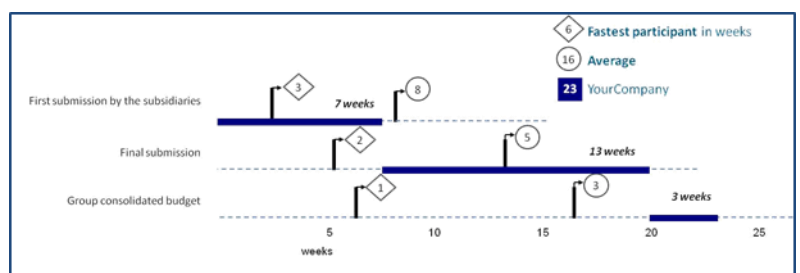 6 Fastest participant in weeks
16 Average
23 YourCompany
3
8
First submission by the subsidiaries
7 weeks
2
5
Final submission
13 weeks
1
3
Group consolidated budget
3 weeks
5 10 15 20 25
weeks